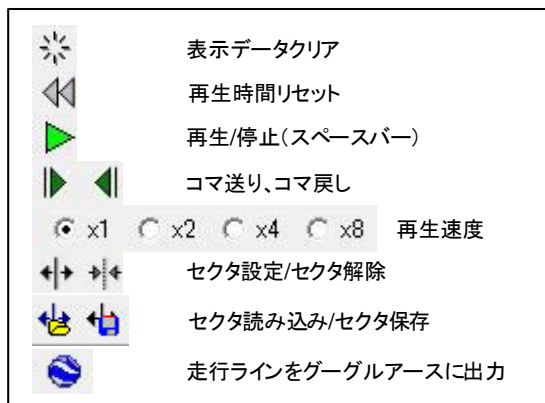 表示データクリア
再生時間リセット
再生/停止(スペースバー)
コマ送り、コマ戻し
x1 x2 x4 x8 再生速度
セクタ設定/セクタ解除
セクタ読み込み/セクタ保存
走行ラインをグーグルアースに出力